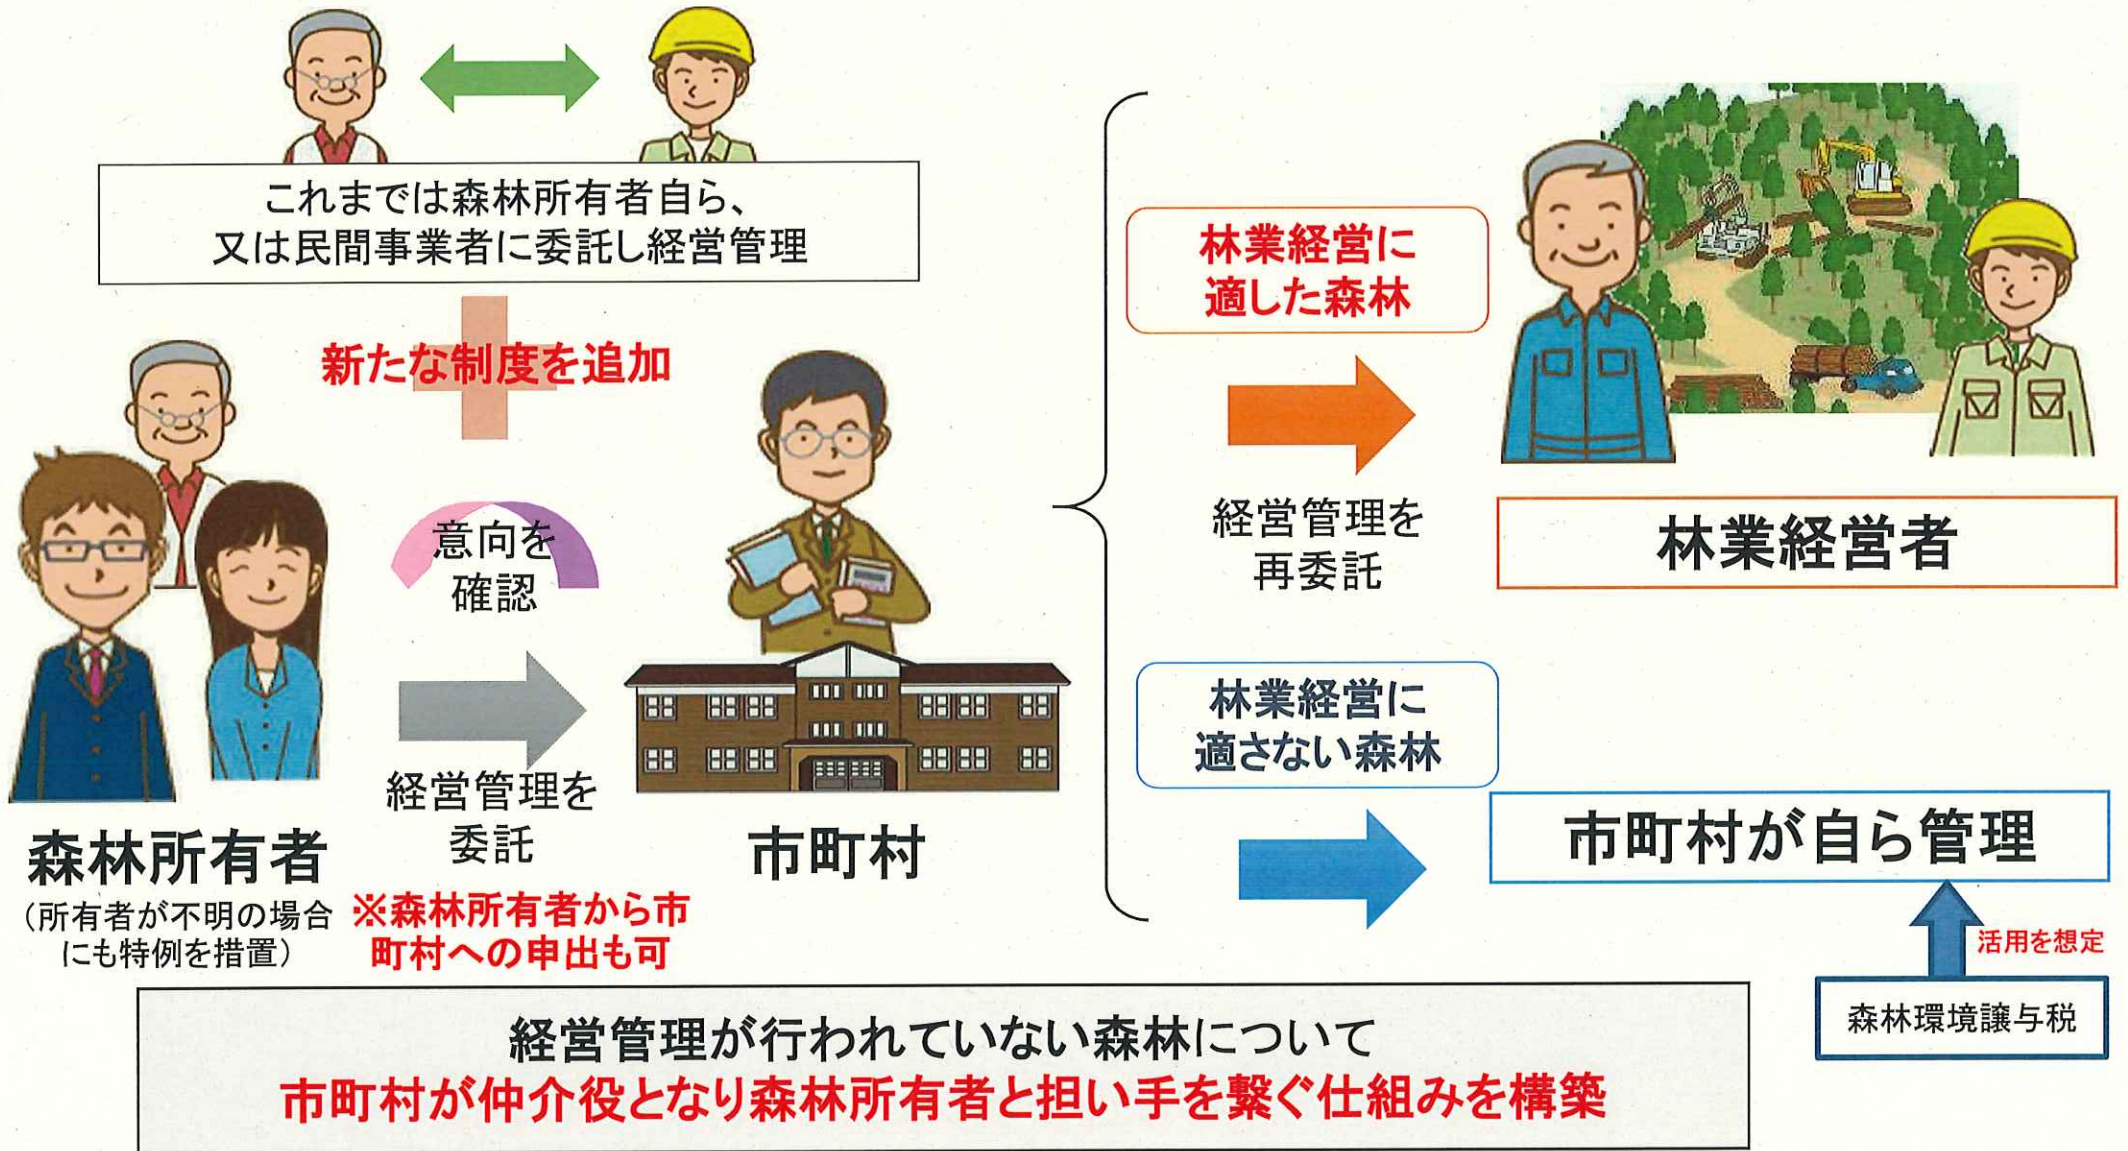 これまでは森林所有者自ら、
又は民間事業者に委託し経営管理
新たな制度を追加
意向を
確認
経営管理を
委託
森林所有者
(所有者が不明の場合
にも特例を措置)
※森林所有者から市
町村への申出も可
市町村
林業経営に
適した森林
経営管理を
再委託
林業経営者
林業経営に
適さない森林
市町村が自ら管理
活用を想定
森林環境譲与税
経営管理が行われていない森林について
市町村が仲介役となり森林所有者と担い手を繋ぐ仕組みを構築